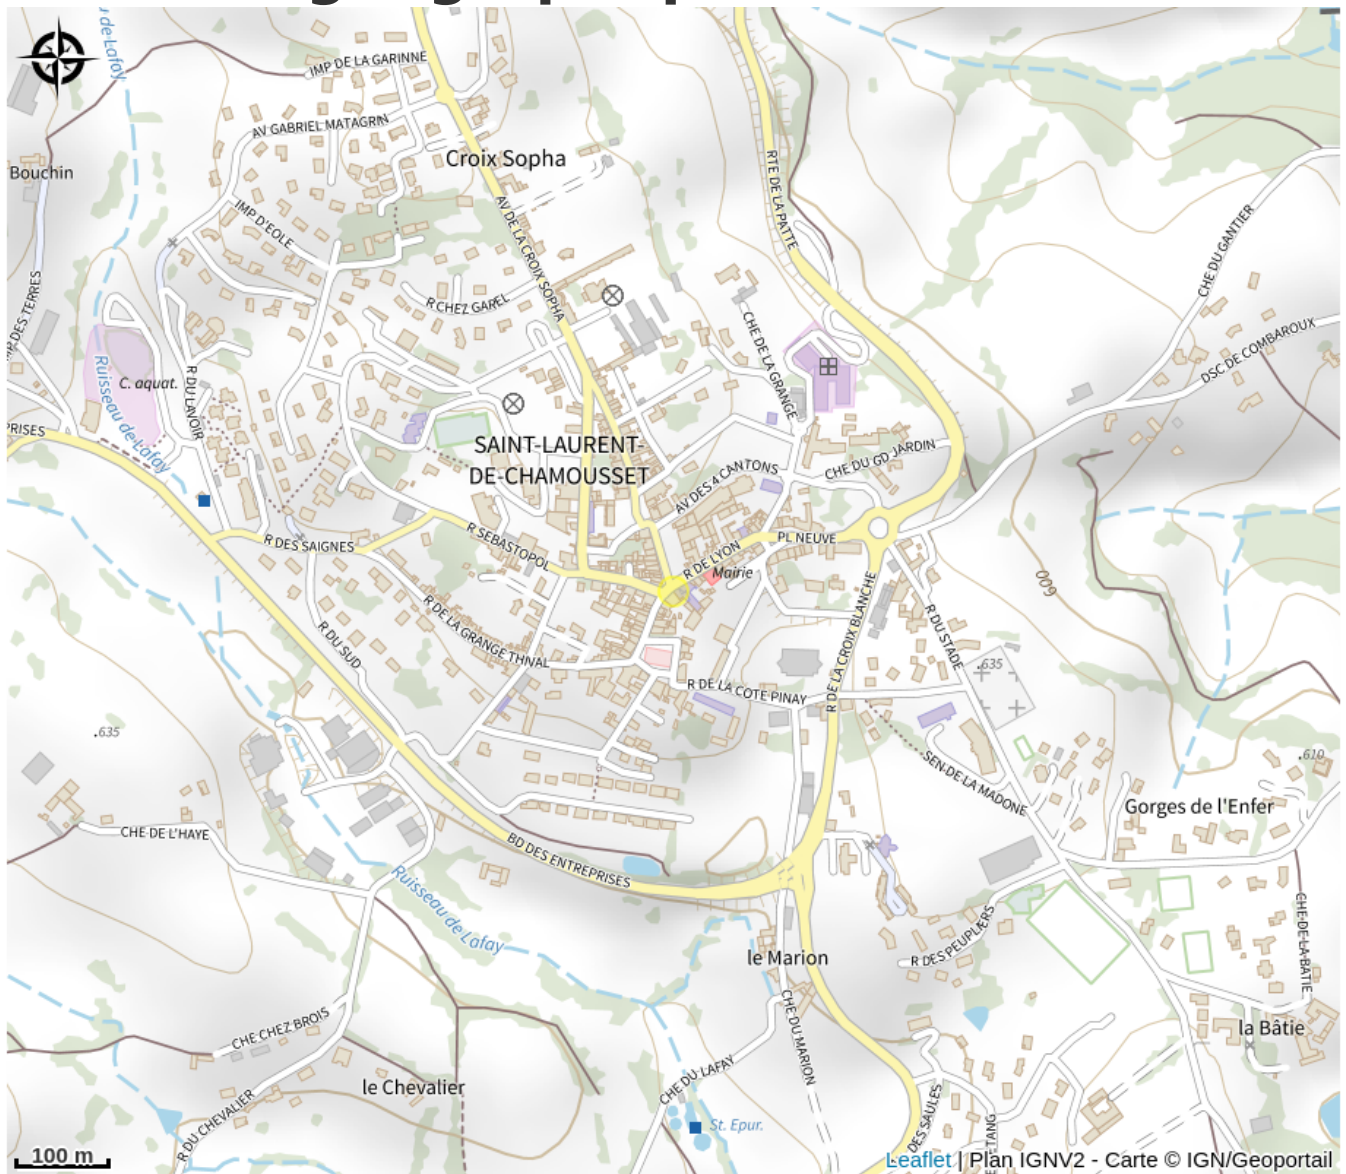 IMP DE LA GARINNE
AV GABRIEL MATAGRIN
Croix Sopha
Bouchin
RTE DE LA PATTE
IMP D'EOLE
AV DE LA CROIX SOPHA
CHE DU GANTIER
R CHEZ GAREL
CHE DE LA GRANGE
DSC DE COMBAROUX
C. aquat.
R DU LAVOIR
Ruisseau de Lafay
PRISES
SAINT-LAURENT-
DE-CHAMOUSSET
CHE DU GD JARDIN
AV DES 4 CANTONS
R DES SAIGNES
R SEBASTOPOL
R DE LYON
PL NEUVE
Mairie
600
R DE LA GRANGE THNAL
R DU SUD
R DE LA CROIX BLANCHE
R DU STADE
.635
R DE LA COTE PINAY
.635
SEN DE LA MADONE
.610
Gorges de l'Enfer
CHE DE L'HAYE
BD DES ENTREPRISES
Ruisseau de Lafay
R DES PEUPLIERS
CHE DE LA BATIE
le Marion
CHE CHEZ BROIS
CHE DU MARION
la Bâtie
le Chevalier
CHE DU LAFAY
R DU CHEVALIER
St. Epur.
DES SAULES
E TANG
100 m
Leaflet | Plan IGNV2 - Carte © IGN/Geoportail